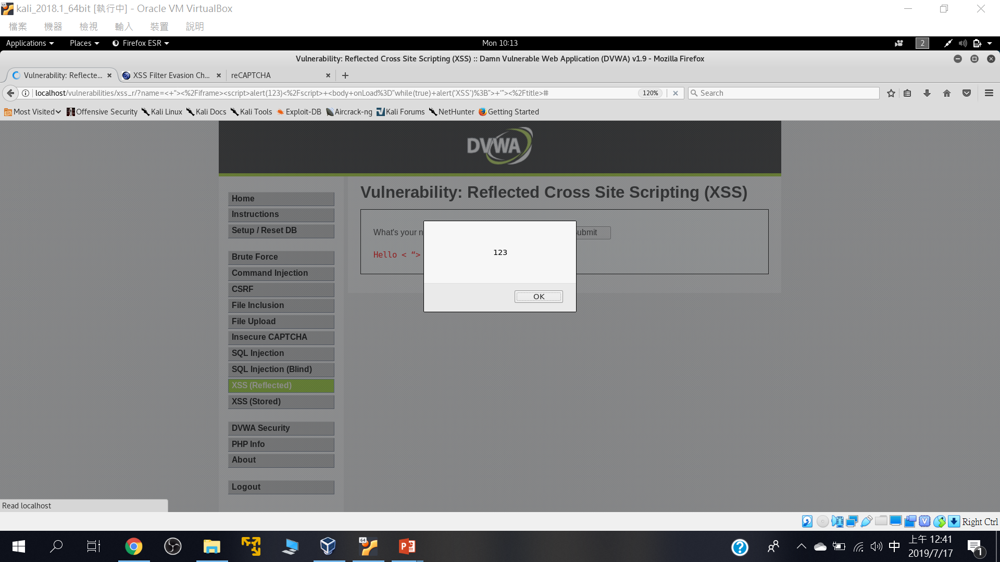 kali_2018.1_64bit [執行中] - Oracle VM VirtualBox
檔案 機器 檢視 輸入 裝置 說明
Applications Places Firefox ESR Mon 10:13 2
Vulnerability: Reflected Cross Site Scripting (XSS) :: Damn Vulnerable Web Application (DVWA) v1.9 - Mozilla Firefox
Vulnerability: Reflecte... XSS Filter Evasion Ch... reCAPTCHA
localhost/vulnerabilities/xss_r/?name=<+“><%2Fiframe><script>alert(123)<%2Fscript>+<body+onLoad%3D”while(true)+alert(‘XSS’)%3B”>+‘”><%2Ftitle># 120% Search
Most Visited Offensive Security Kali Linux Kali Docs Kali Tools Exploit-DB Aircrack-ng Kali Forums NetHunter Getting Started
DVWA
Vulnerability: Reflected Cross Site Scripting (XSS)
Home
Instructions
Setup / Reset DB
Brute Force
Command Injection
CSRF
File Inclusion
File Upload
Insecure CAPTCHA
SQL Injection
SQL Injection (Blind)
XSS (Reflected)
XSS (Stored)
DVWA Security
PHP Info
About
Logout
What's your n
ubmit
Hello < “>
123
OK
Read localhost
Right Ctrl
64
中
上午 12:41
2019/7/17
1